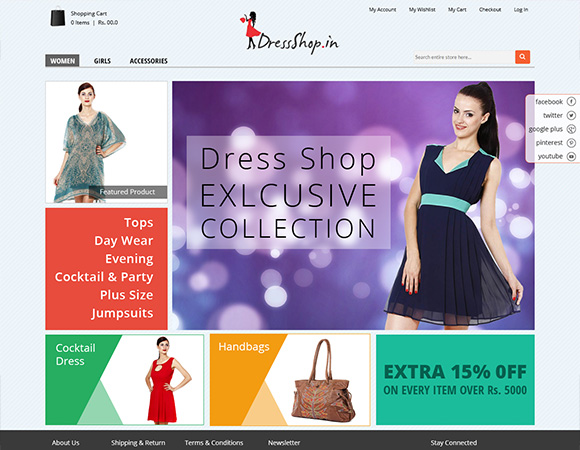 Shopping Cart
0 Items | Rs. 00.0
DressShop.in
My Account My Wishlist My Cart Checkout Log In
WOMEN GIRLS ACCESSORIES
Search entire store here...
Featured Product
Dress Shop
EXLCUSIVE
COLLECTION
facebook
twitter
google plus
pinterest
youtube
Tops
Day Wear
Evening
Cocktail & Party
Plus Size
Jumpsuits
Cocktail
Dress
Handbags
EXTRA 15% 0FF
ON EVERY ITEM OVER Rs. 5000
About Us Shipping & Return Terms & Conditions Newsletter Stay Connected